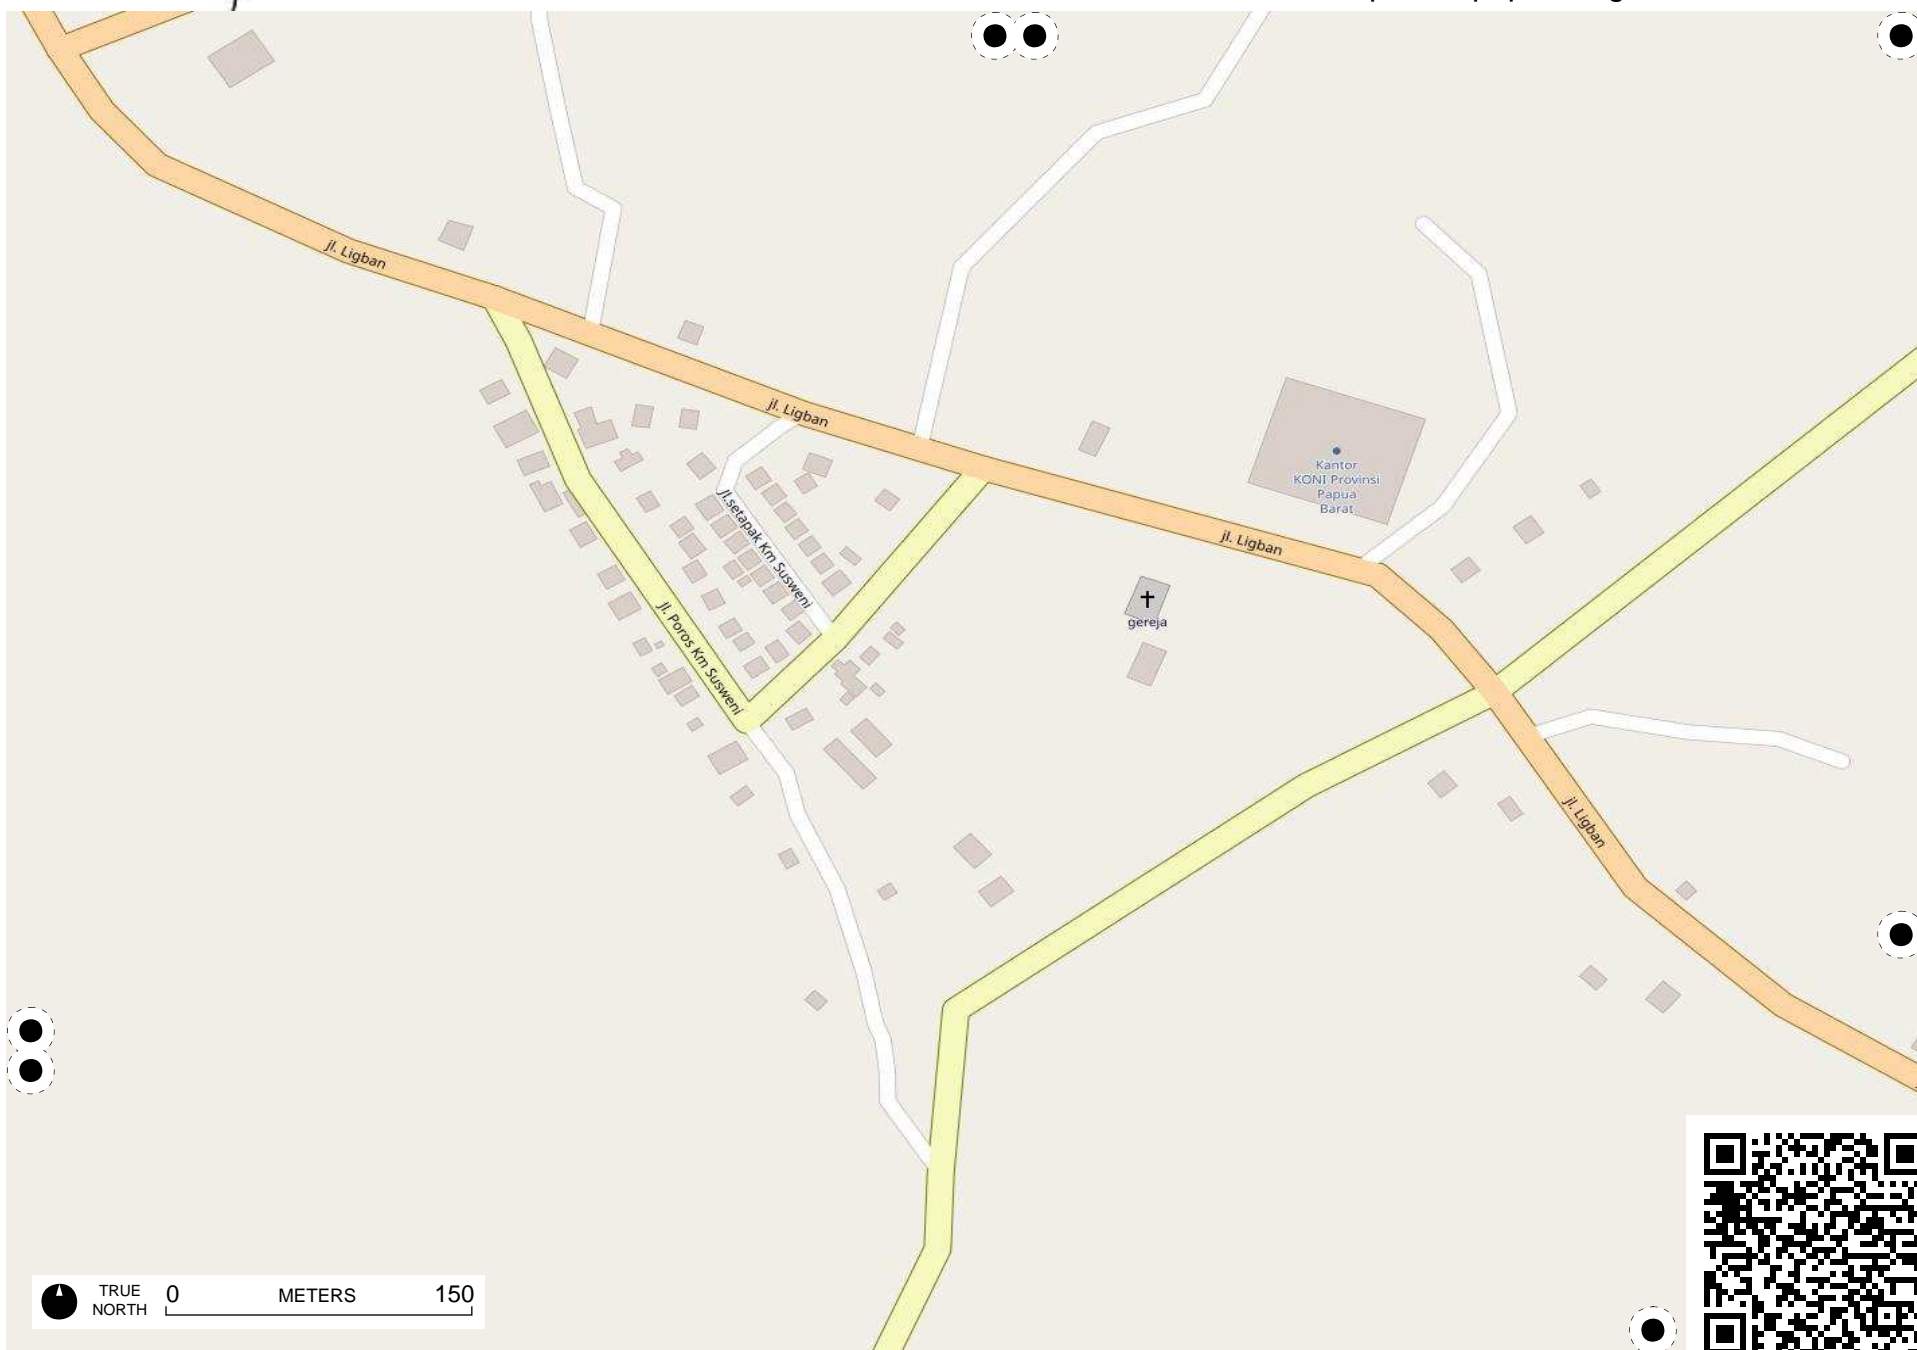 jl. Ligban
jl. Ligban
Kantor
KONI Provinsi
Papua
Barat
jl.setapak Km Susweni
jl. Ligban
gereja
jl. Poros Km Susweni
jl. Ligban
TRUE
NORTH
0 METERS 150